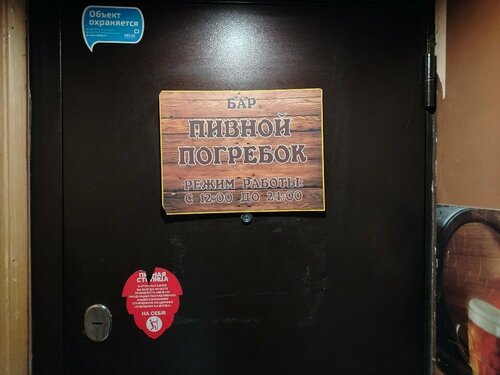 Объект
охраняется
БАР
ПИВНОЙ
ПОГРЕБОК
РЕЖИМ РАБОТЫ:
С 12:00 ДО 24:00
ПИВНАЯ
СТОЛИЦА
НА СЕБЯ!